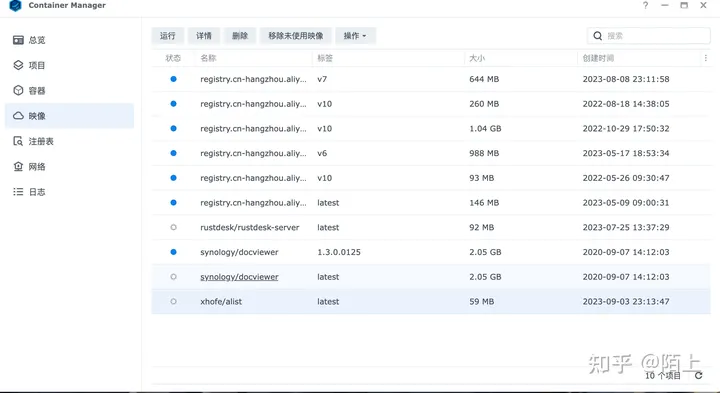 Container Manager
运行 详情 删除 移除未使用映像 操作 搜索
总览
项目
容器
映像
注册表
网络
日志
状态 名称 标签 大小 创建时间
registry.cn-hangzhou.aliy... v7 644 MB 2023-08-08 23:11:58
registry.cn-hangzhou.aliy... v10 260 MB 2022-08-18 14:38:05
registry.cn-hangzhou.aliy... v10 1.04 GB 2022-10-29 17:50:32
registry.cn-hangzhou.aliy... v6 988 MB 2023-05-17 18:53:34
registry.cn-hangzhou.aliy... v10 93 MB 2022-05-26 09:30:47
registry.cn-hangzhou.aliy... latest 146 MB 2023-05-09 09:00:31
rustdesk/rustdesk-server latest 92 MB 2023-07-25 13:37:29
synology/docviewer 1.3.0.0125 2.05 GB 2020-09-07 14:12:03
synology/docviewer latest 2.05 GB 2020-09-07 14:12:03
xhofe/alist latest 59 MB 2023-09-03 23:13:47
知乎 @陌上
10 个项目